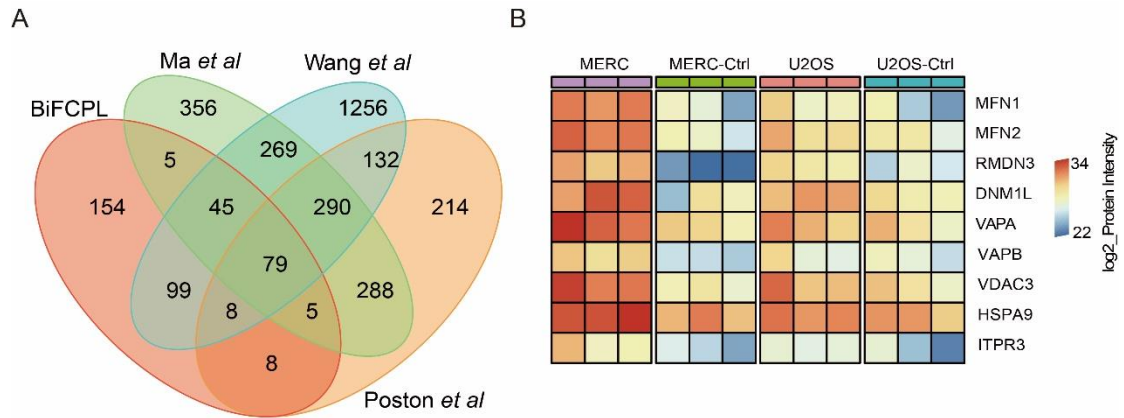 A
Ma et al
Wang et al
BiFCPL
356
1256
5
269
132
154
45
290
214
79
99
8
5
288
8
Poston et al
B
MERC
MERC-Ctrl
U2OS
U2OS-Ctrl
MFN1
MFN2
RMDN3
DNM1L
VAPA
VAPB
VDAC3
HSPA9
ITPR3
34
22
log2_Protein Intensity